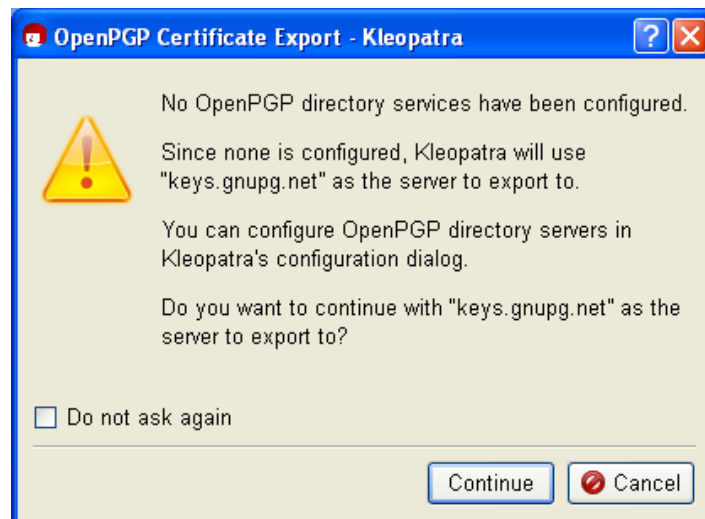 OpenPGP Certificate Export - Kleopatra
No OpenPGP directory services have been configured.
Since none is configured, Kleopatra will use
"keys.gnupg.net" as the server to export to.
You can configure OpenPGP directory servers in
Kleopatra's configuration dialog.
Do you want to continue with "keys.gnupg.net" as the
server to export to?
Do not ask again
Continue
Cancel